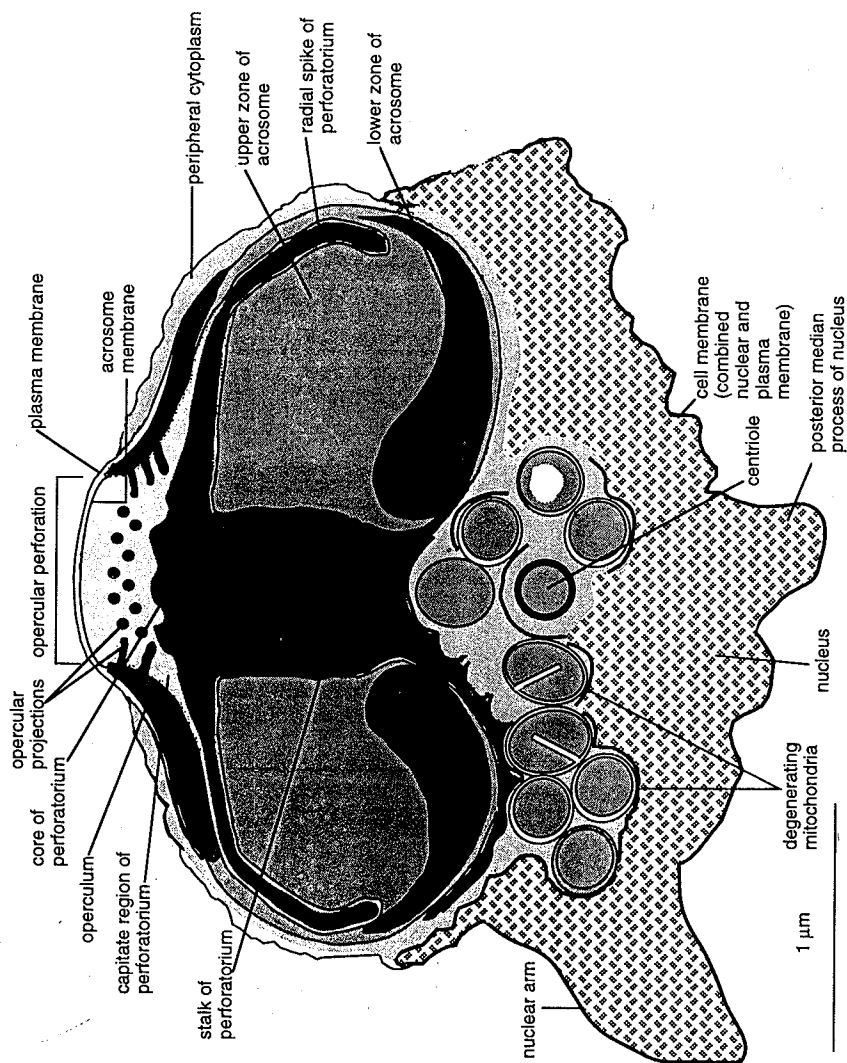 plasma membrane
acrosome
membrane
opercular perforation
opercular
projections
core of
perforatorium
operculum
capitate region of
perforatorium
stalk of
perforatorium
peripheral cytoplasm
upper zone of
acrosome
radial spike of
perforatorium
lower zone of
acrosome
cell membrane
(combined
nuclear and
plasma
membrane)
centriole
posterior median
process of nucleus
nucleus
degenerating
mitochondria
nuclear arm
1 µm